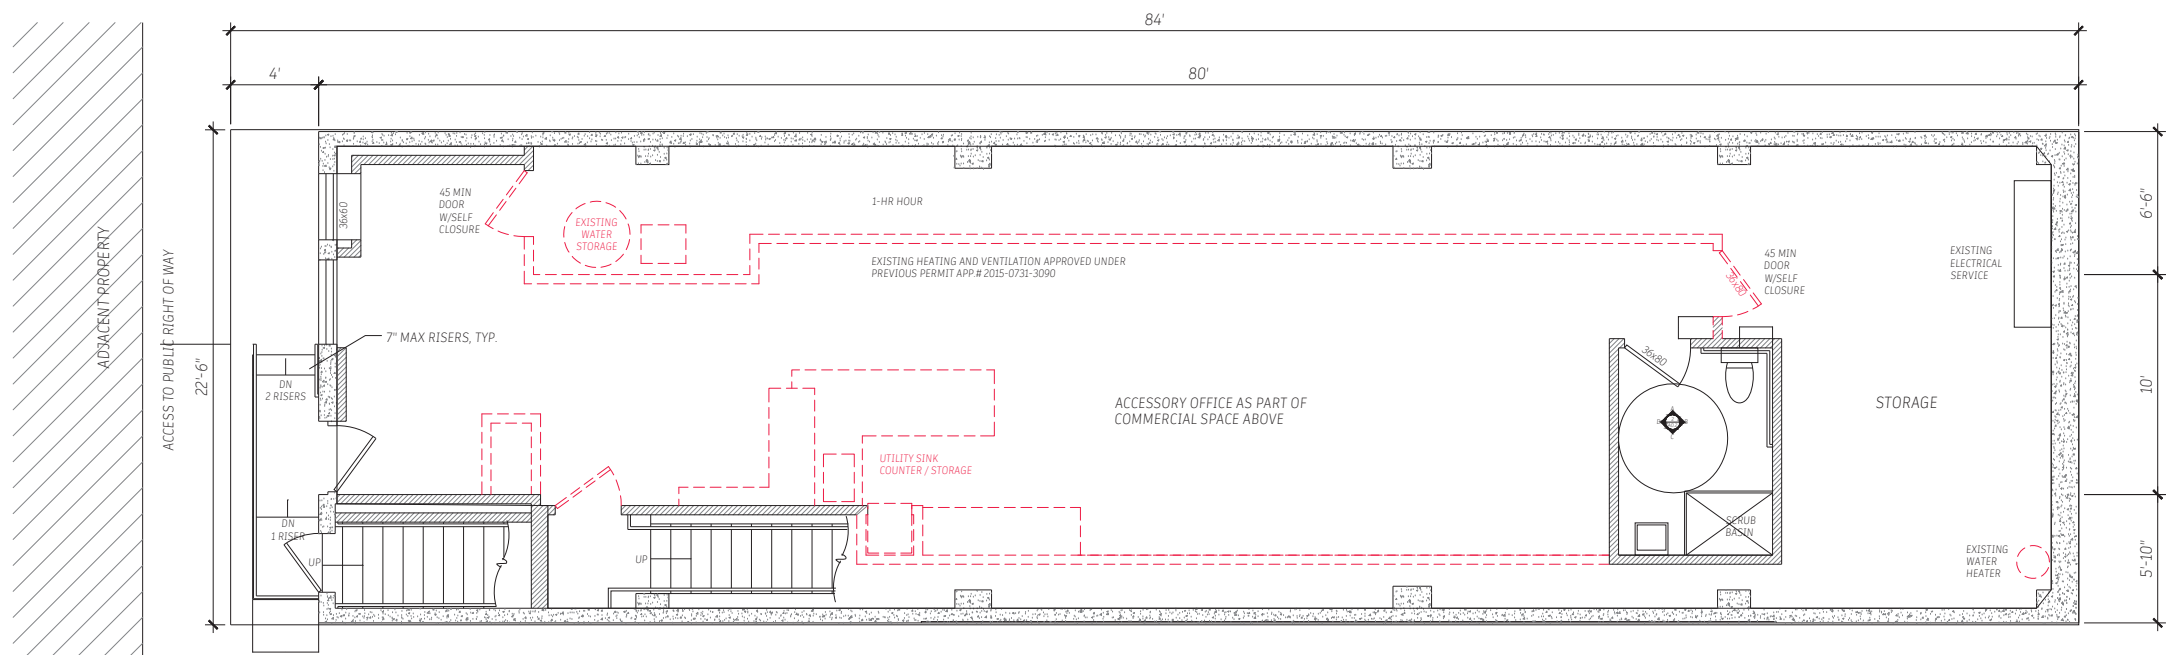 84'
4'
80'
45 MIN
DOOR
W/SELF
CLOSURE
36x60
EXISTING
WATER
STORAGE
1-HR HOUR
EXISTING HEATING AND VENTILATION APPROVED UNDER
PREVIOUS PERMIT APP.# 2015-0731-3090
36x80
45 MIN
DOOR
W/SELF
CLOSURE
EXISTING
ELECTRICAL
SERVICE
6'-6"
ADJACENT PROPERTY
ACCESS TO PUBLIC RIGHT OF WAY
22'-6"
7" MAX RISERS, TYP.
DN
2 RISERS
36x80
ACCESSORY OFFICE AS PART OF
COMMERCIAL SPACE ABOVE
STORAGE
10'
UTILITY SINK
COUNTER / STORAGE
DN
1 RISER
UP
UP
SCRUB
BASIN
EXISTING
WATER
HEATER
5'-10"